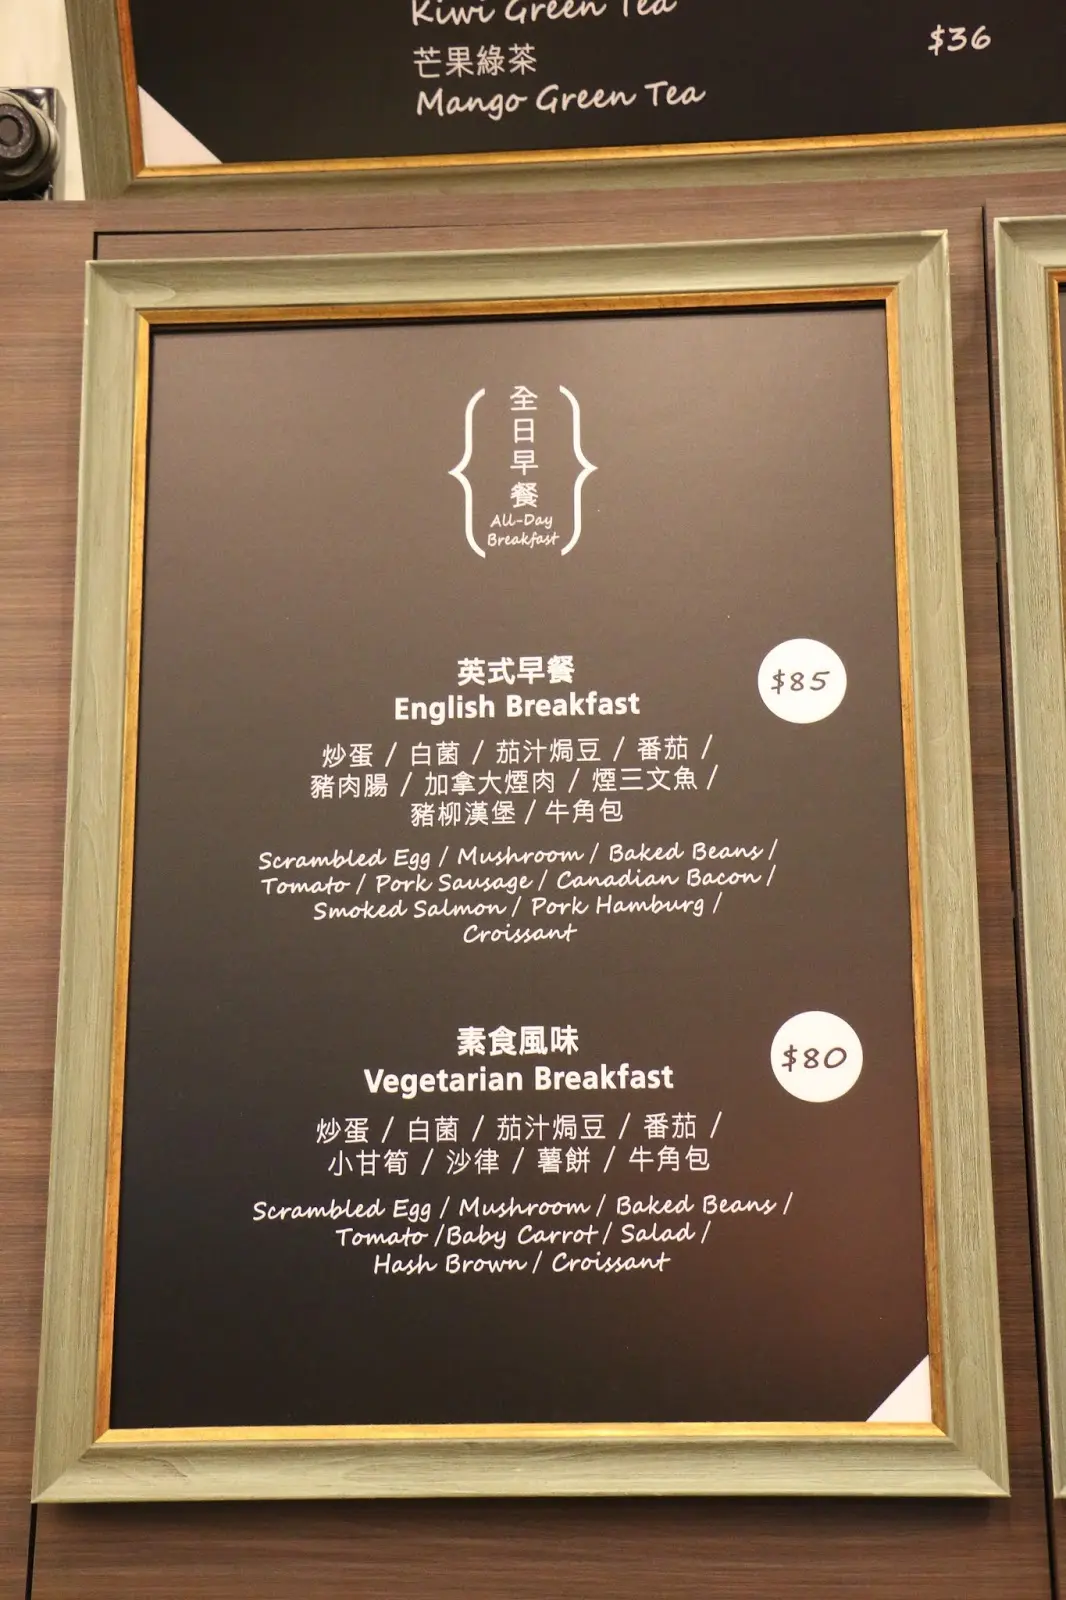 Kiwi Green Tea
芒果綠茶
$36
Mango Green Tea
全日早餐
All-Day
Breakfast
英式早餐
$85
English Breakfast
炒蛋 / 白菌 / 茄汁焗豆 / 番茄 /
豬肉腸 / 加拿大煙肉 / 煙三文魚 /
豬柳漢堡 / 牛角包
Scrambled Egg / Mushroom / Baked Beans /
Tomato / Pork Sausage / Canadian Bacon /
Smoked Salmon / Pork Hamburg /
Croissant
素食風味
$80
Vegetarian Breakfast
炒蛋 / 白菌 / 茄汁焗豆 / 番茄 /
小甘筍 / 沙律 / 薯餅 / 牛角包
Scrambled Egg / Mushroom / Baked Beans /
Tomato /Baby Carrot / Salad /
Hash Brown / Croissant